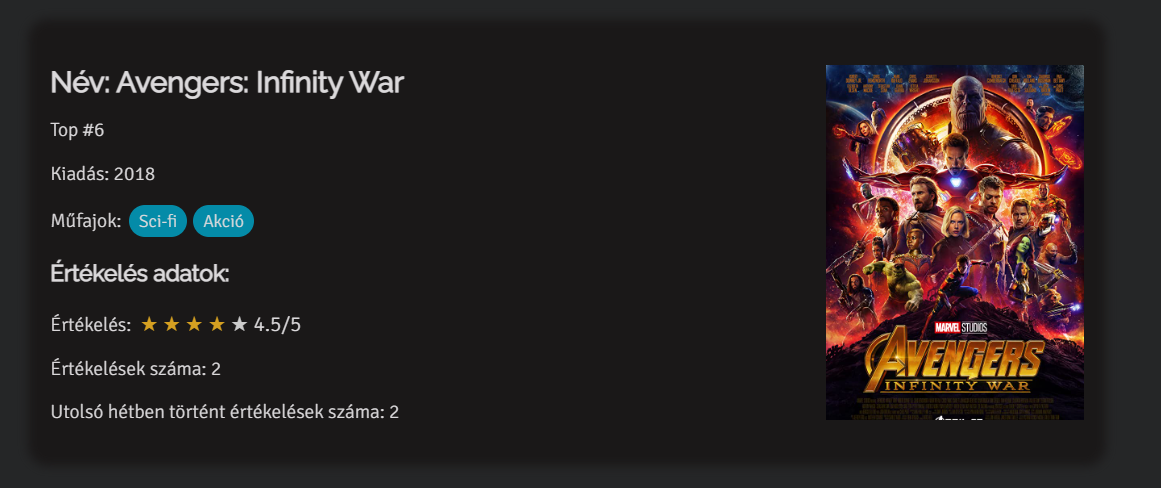 Név: Avengers: Infinity War
Top #6
Kiadás: 2018
Műfajok: Sci-fi Akció
Értékelés adatok:
Értékelés: ★ ★ ★ ★ ★ 4.5/5
Értékelések száma: 2
Utolsó hétben történt értékelések száma: 2
MARVEL STUDIOS
AVENGERS
INFINITY WAR